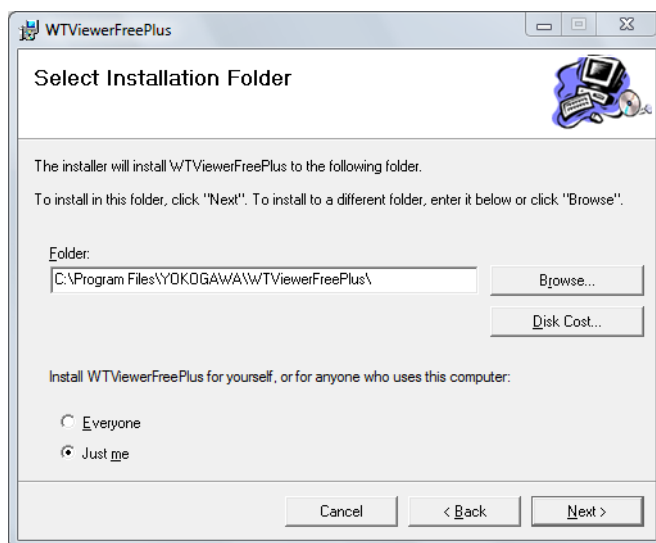 WTViewerFreePlus
Select Installation Folder
The installer will install WTViewerFreePlus to the following folder.
To install in this folder, click "Next". To install to a different folder, enter it below or click "Browse".
Folder:
C:\Program Files\YOKOGAWA\WTViewerFreePlus\
Browse...
Disk Cost...
Install WTViewerFreePlus for yourself, or for anyone who uses this computer:
Everyone
Just me
Cancel
< Back
Next >